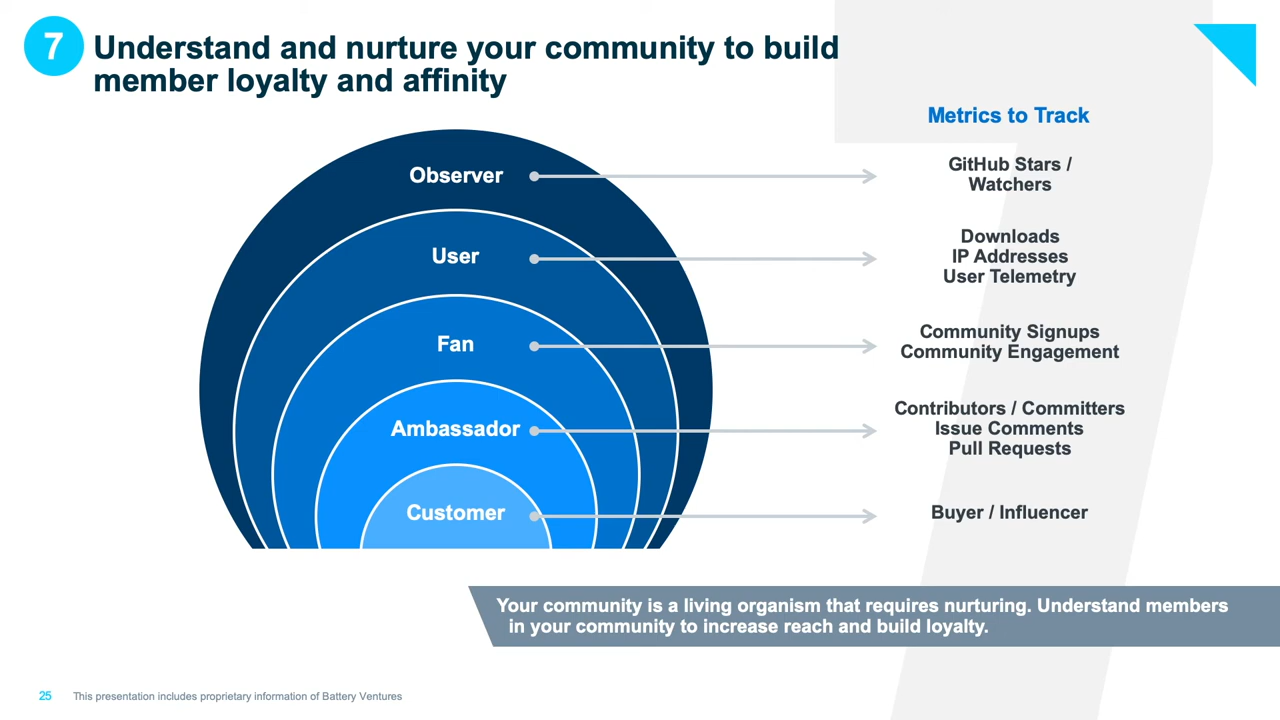 7
Understand and nurture your community to build
member loyalty and affinity
Metrics to Track
Observer
GitHub Stars /
Watchers
User
Downloads
IP Addresses
User Telemetry
Fan
Community Signups
Community Engagement
Ambassador
Contributors / Committers
Issue Comments
Pull Requests
Customer
Buyer / Influencer
Your community is a living organism that requires nurturing. Understand members
in your community to increase reach and build loyalty.
25
This presentation includes proprietary information of Battery Ventures